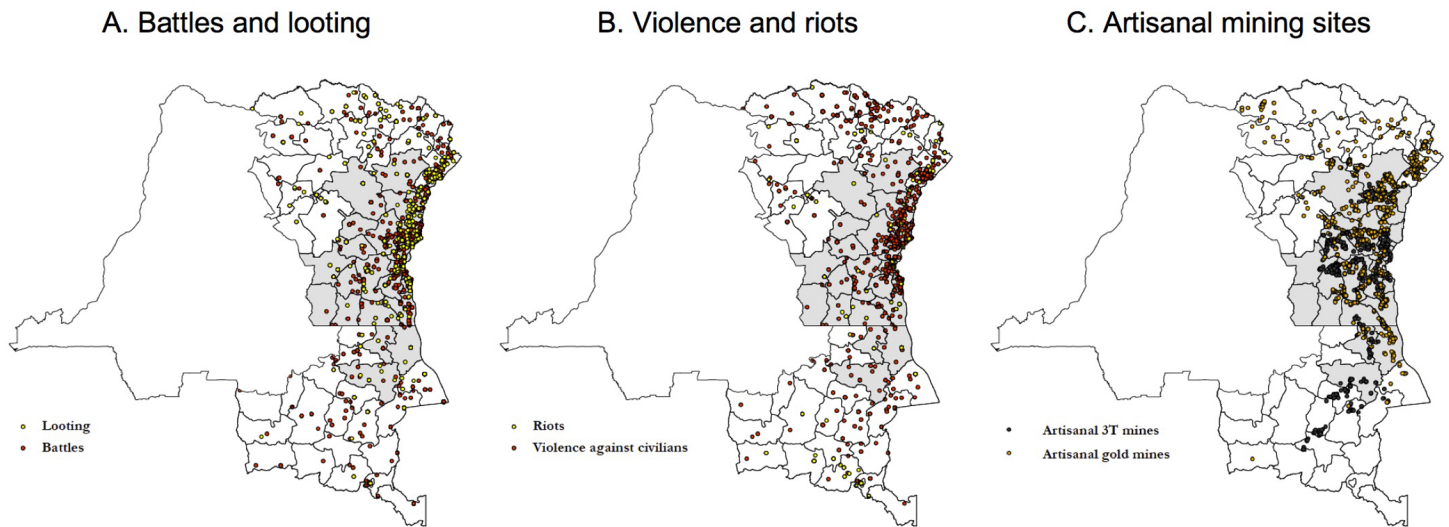 A. Battles and looting
B. Violence and riots
C. Artisanal mining sites
Looting
Battles
Riots
Violence against civilians
Artisanal 3T mines
Artisanal gold mines